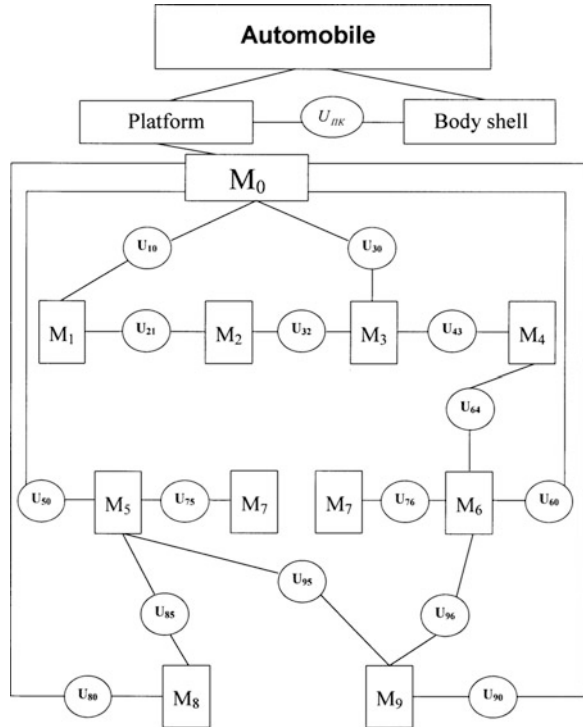 Automobile
Platform
U_ПК
Body shell
M₀
U₁₀
U₃₀
M₁
U₂₁
M₂
U₃₂
M₃
U₄₃
M₄
U₆₄
U₅₀
M₅
U₇₅
M₇
M₇
U₇₆
M₆
U₆₀
U₉₅
U₈₅
U₉₆
U₈₀
M₈
M₉
U₉₀